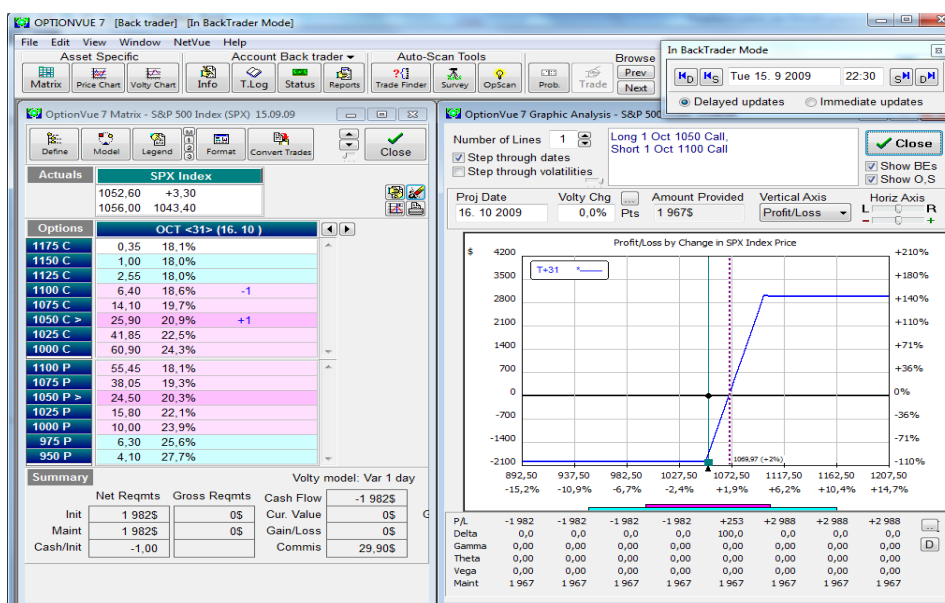 OPTIONVUE 7 [Back trader] [In BackTrader Mode]
File Edit View Window NetVue Help
Asset Specific Account Back trader Auto-Scan Tools Browse
Matrix Price Chart Volty Chart Info T.Log Status Reports Trade Finder Survey OpScan Prob. Trade Prev Next
In BackTrader Mode
D S Tue 15. 9 2009 22:30 S D
Delayed updates Immediate updates
OptionVue 7 Matrix - S&P 500 Index (SPX) 15.09.09
Define Model Legend M 1 2 3 Format Convert Trades Close
Actuals SPX Index
1052,60 +3,30
1056,00 1043,40
Options OCT <31> (16. 10 )
1175 C 0,35 18,1%
1150 C 1,00 18,0%
1125 C 2,55 18,0%
1100 C 6,40 18,6% -1
1075 C 14,10 19,7%
1050 C > 25,90 20,9% +1
1025 C 41,85 22,5%
1000 C 60,90 24,3%
1100 P 55,45 18,1%
1075 P 38,05 19,3%
1050 P > 24,50 20,3%
1025 P 15,80 22,1%
1000 P 10,00 23,9%
975 P 6,30 25,6%
950 P 4,10 27,7%
Summary Volty model: Var 1 day
Net Reqmts Gross Reqmts Cash Flow -1 982$
Init 1 982$ 0$ Cur. Value 0$ G
Maint 1 982$ 0$ Gain/Loss 0$
Cash/Init -1,00 Commis 29,90$
OptionVue 7 Graphic Analysis - S&P 500 Index (SPX)
Number of Lines 1
Step through dates
Step through volatilities
Long 1 Oct 1050 Call,
Short 1 Oct 1100 Call
Close
Show BEs
Show O,S
Proj Date Volty Chg ... Amount Provided Vertical Axis Horiz Axis
16. 10 2009 0,0% Pts 1 967$ Profit/Loss L R
- +
Profit/Loss by Change in SPX Index Price
$ 4200 +210%
T+31 *
3500 +180%
2800 +140%
2100 +110%
1400 +71%
700 +36%
0 0%
-700 -36%
-1400 -71%
-2100 -110%
1069,97 (+2%)
892,50 937,50 982,50 1027,50 1072,50 1117,50 1162,50 1207,50
-15,2% -10,9% -6,7% -2,4% +1,9% +6,2% +10,4% +14,7%
P/L -1 982 -1 982 -1 982 -1 982 +253 +2 988 +2 988 +2 988 ...
Delta 0,0 0,0 0,0 0,0 100,0 0,0 0,0 0,0
Gamma 0,00 0,00 0,00 0,00 0,00 0,00 0,00 0,00 D
Theta 0,00 0,00 0,00 0,00 0,00 0,00 0,00 0,00
Vega 0,00 0,00 0,00 0,00 0,00 0,00 0,00 0,00
Maint 1 967 1 967 1 967 1 967 1 967 1 967 1 967 1 967